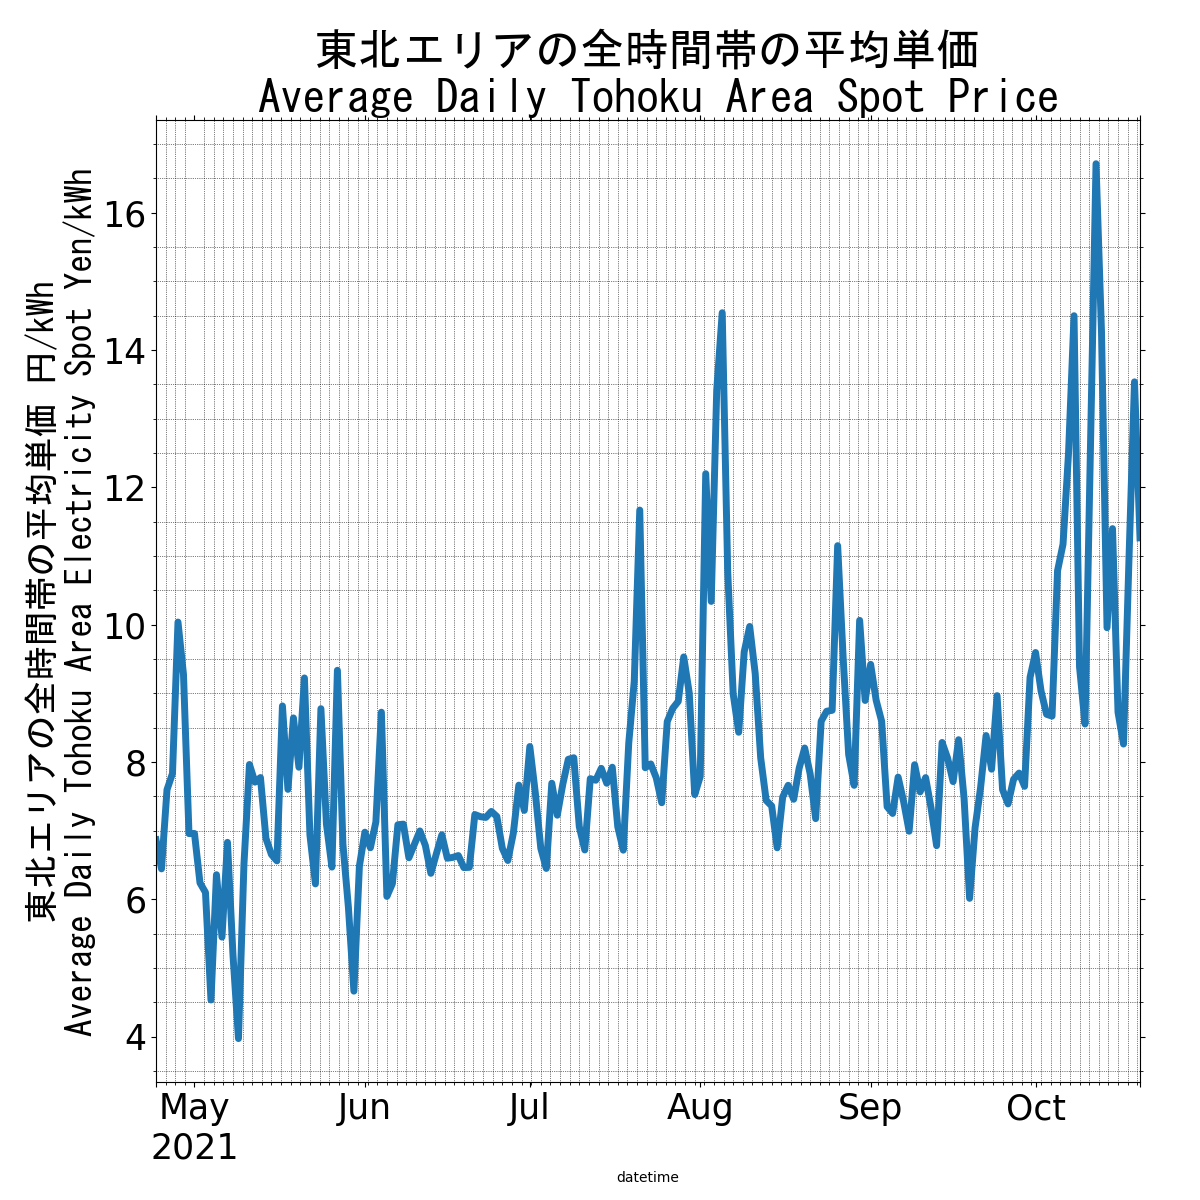 東北エリアの全時間帯の平均単価
Average Daily Tohoku Area Spot Price
東北エリアの全時間帯の平均単価 円/kWh
Average Daily Tohoku Area Electricity Spot Yen/kWh
16
14
12
10
8
6
4
May
2021
Jun
Jul
Aug
Sep
Oct
datetime